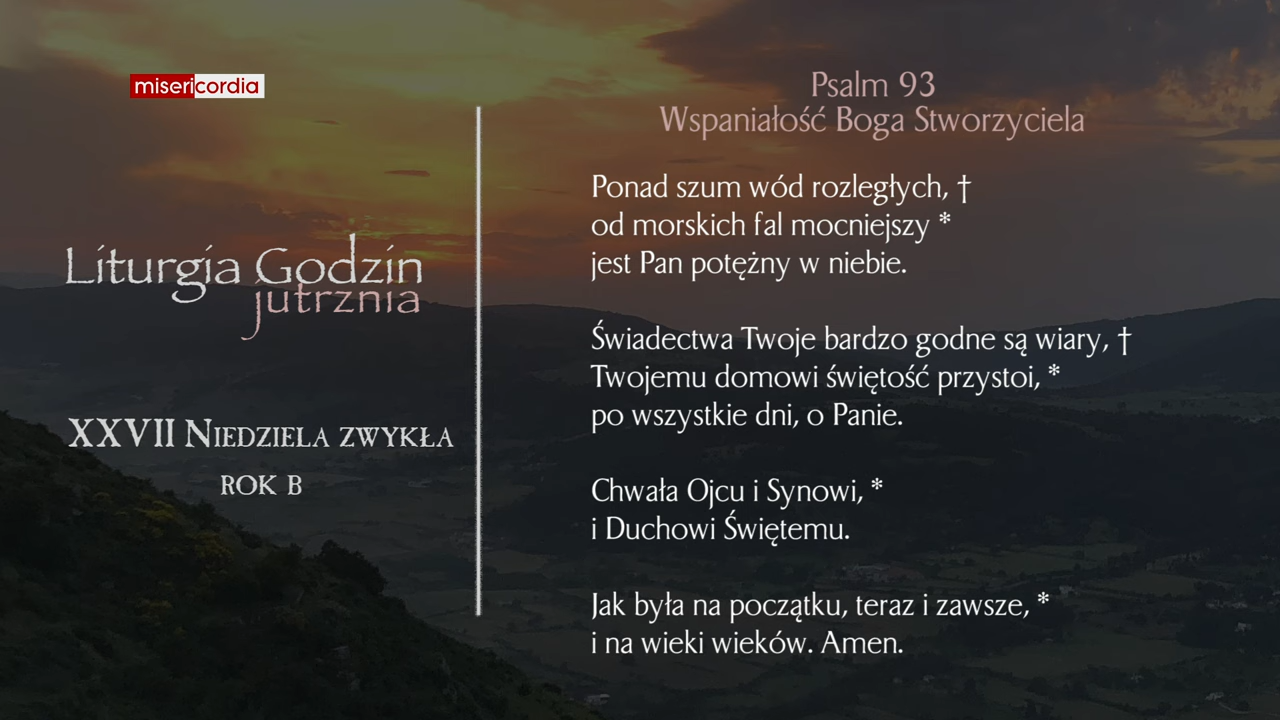 misericordia
Liturgia Godzin
jutrznia
XXVII Niedziela zwykła
rok B
Psalm 93
Wspaniałość Boga Stworzyciela
Ponad szum wód rozległych, †
od morskich fal mocniejszy *
jest Pan potężny w niebie.
Świadectwa Twoje bardzo godne są wiary, †
Twojemu domowi świętość przystoi, *
po wszystkie dni, o Panie.
Chwała Ojcu i Synowi, *
i Duchowi Świętemu.
Jak była na początku, teraz i zawsze, *
i na wieki wieków. Amen.